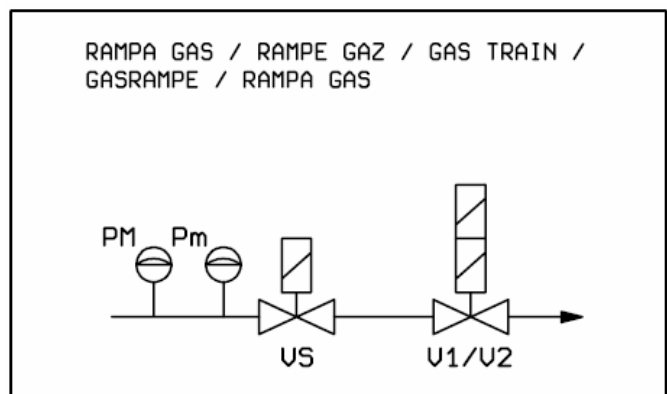 RAMPA GAS / RAMPE GAZ / GAS TRAIN /
GASRAMPE / RAMPA GAS
PM Pm
VS V1/V2